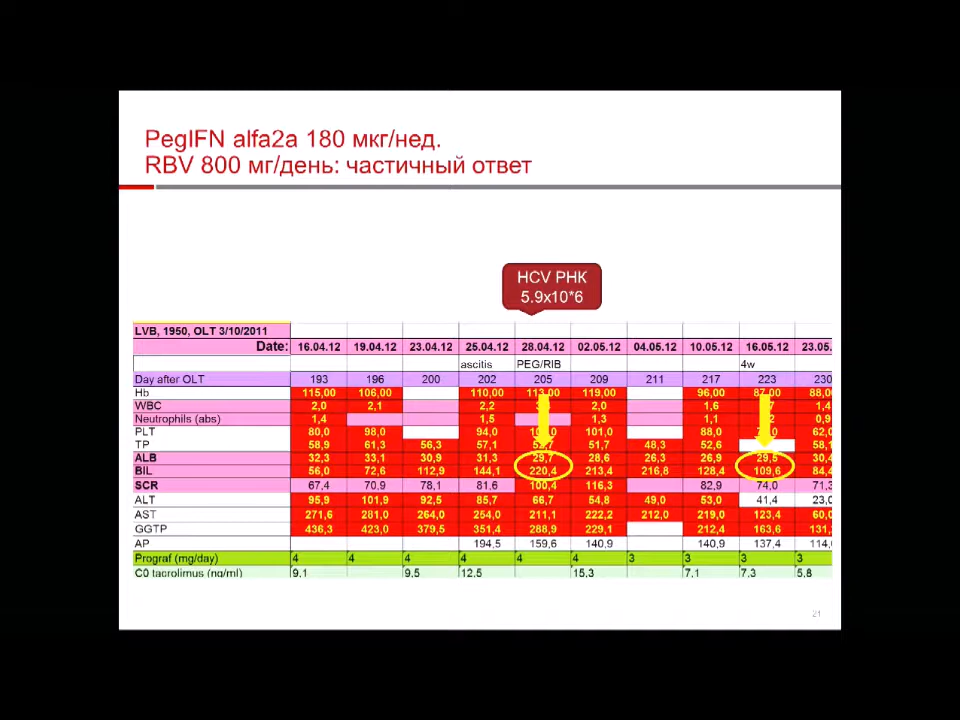 PegIFN alfa2a 180 мкг/нед.
RBV 800 мг/день: частичный ответ
HCV РНК
5.9x10*6
LVB, 1950, OLT 3/10/2011
Date: 16.04.12 19.04.12 23.04.12 25.04.12 28.04.12 02.05.12 04.05.12 10.05.12 16.05.12 23.05.
ascitis PEG/RIB 4w
Day after OLT 193 196 200 202 205 209 211 217 223 230
Hb 115,00 106,00 110,00 113,00 119,00 96,00 87,00 88,0
WBC 2,0 2,1 2,2 2,0 1,6 1,4
Neutrophils (abs) 1,4 1,5 1,3 1,1 0,9
PLT 80,0 98,0 94,0 101,0 88,0 62,0
TP 58,9 61,3 56,3 57,1 51,7 48,3 52,6 58,1
ALB 32,3 33,1 30,9 31,3 29,7 28,6 26,3 26,9 29,5 30,4
BIL 56,0 72,6 112,9 144,1 220,4 213,4 216,8 128,4 109,6 84,4
SCR 67,4 70,9 78,1 81,6 100,4 116,3 82,9 74,0 71,3
ALT 95,9 101,9 92,5 85,7 66,7 54,8 49,0 53,0 41,4 23,0
AST 271,6 281,0 264,0 254,0 211,1 222,2 212,0 219,0 123,4 60,0
GGTP 436,3 423,0 379,5 351,4 288,9 229,1 212,4 163,6 131,
AP 194,5 159,6 140,9 140,9 137,4 114,
Prograf (mg/day) 4 4 4 4 4 4 3 3 3 3
C0 tacrolimus (ng/ml) 9,1 9,5 12,5 15,3 7,1 7,3 5,8
21